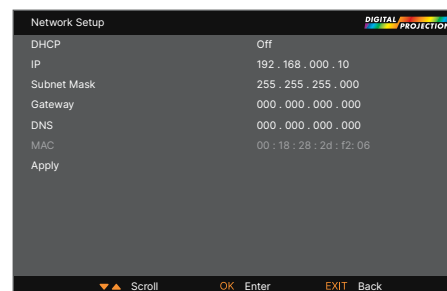 Network Setup
DIGITAL PROJECTION
DHCP Off
IP 192 . 168 . 000 . 10
Subnet Mask 255 . 255 . 255 . 000
Gateway 000 . 000 . 000 . 000
DNS 000 . 000 . 000 . 000
MAC 00 : 18 : 28 : 2d : f2: 06
Apply
Scroll OK Enter EXIT Back